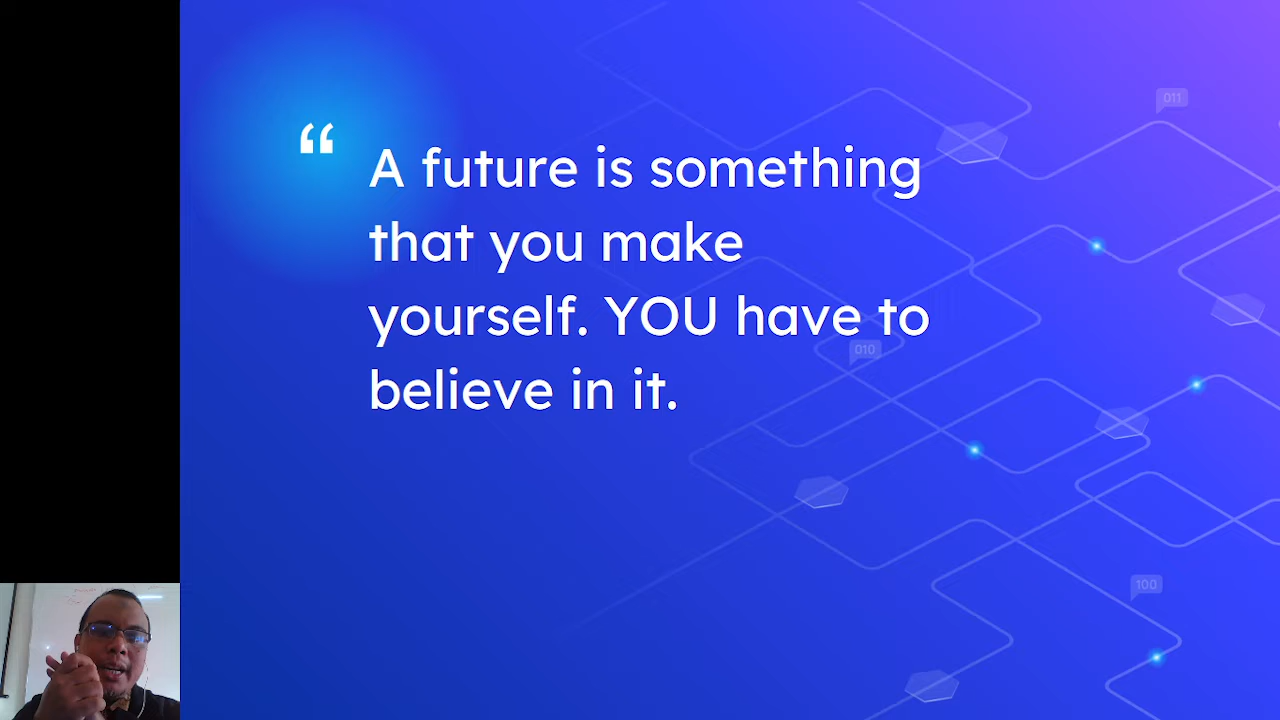 “ A future is something
that you make
yourself. YOU have to
believe in it.
011
010
100